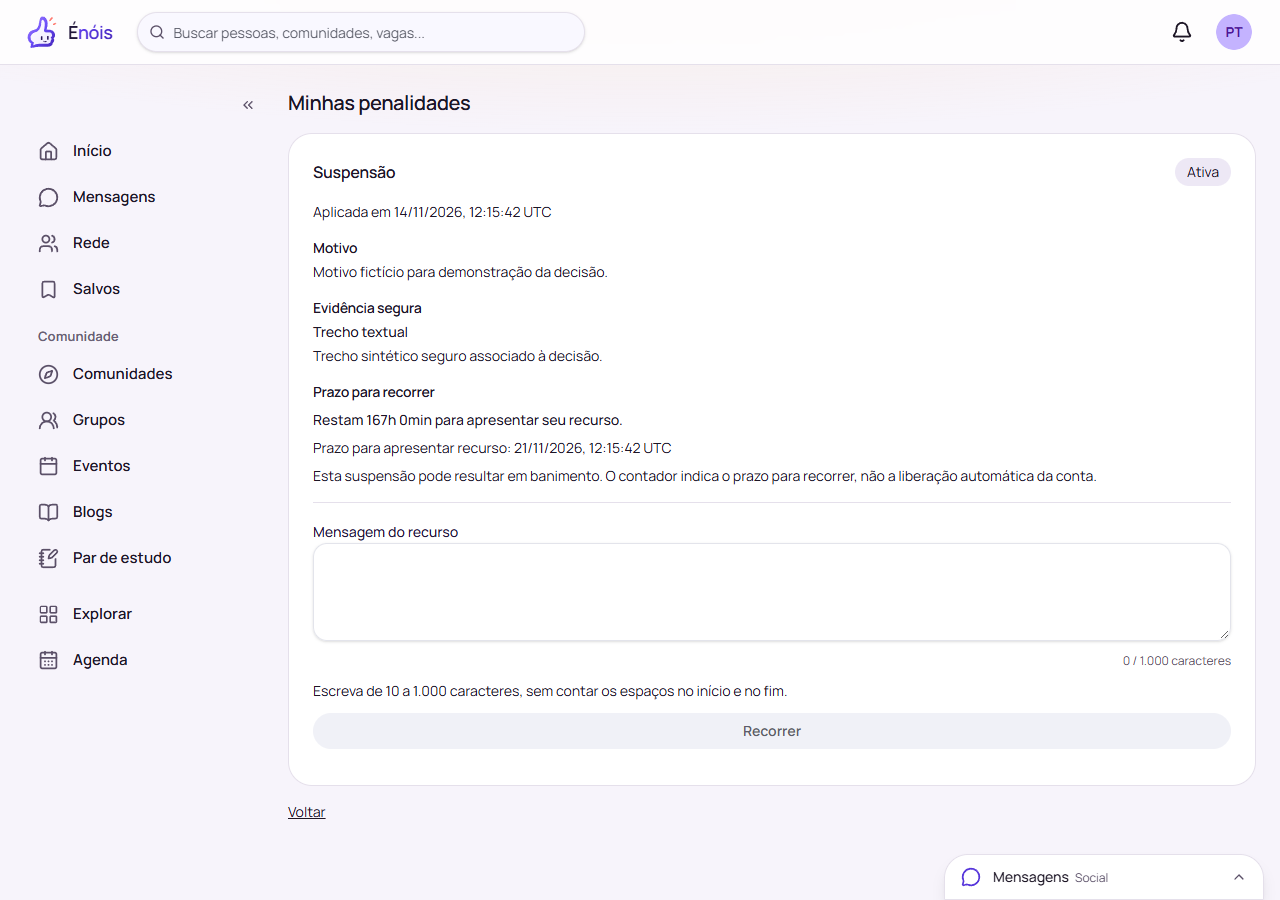 Énóis
Buscar pessoas, comunidades, vagas...
PT
Minhas penalidades
Início
Mensagens
Rede
Salvos
Comunidade
Comunidades
Grupos
Eventos
Blogs
Par de estudo
Explorar
Agenda
Suspensão
Ativa
Aplicada em 14/11/2026, 12:15:42 UTC
Motivo
Motivo fictício para demonstração da decisão.
Evidência segura
Trecho textual
Trecho sintético seguro associado à decisão.
Prazo para recorrer
Restam 167h 0min para apresentar seu recurso.
Prazo para apresentar recurso: 21/11/2026, 12:15:42 UTC
Esta suspensão pode resultar em banimento. O contador indica o prazo para recorrer, não a liberação automática da conta.
Mensagem do recurso
0 / 1.000 caracteres
Escreva de 10 a 1.000 caracteres, sem contar os espaços no início e no fim.
Recorrer
Voltar
Mensagens Social